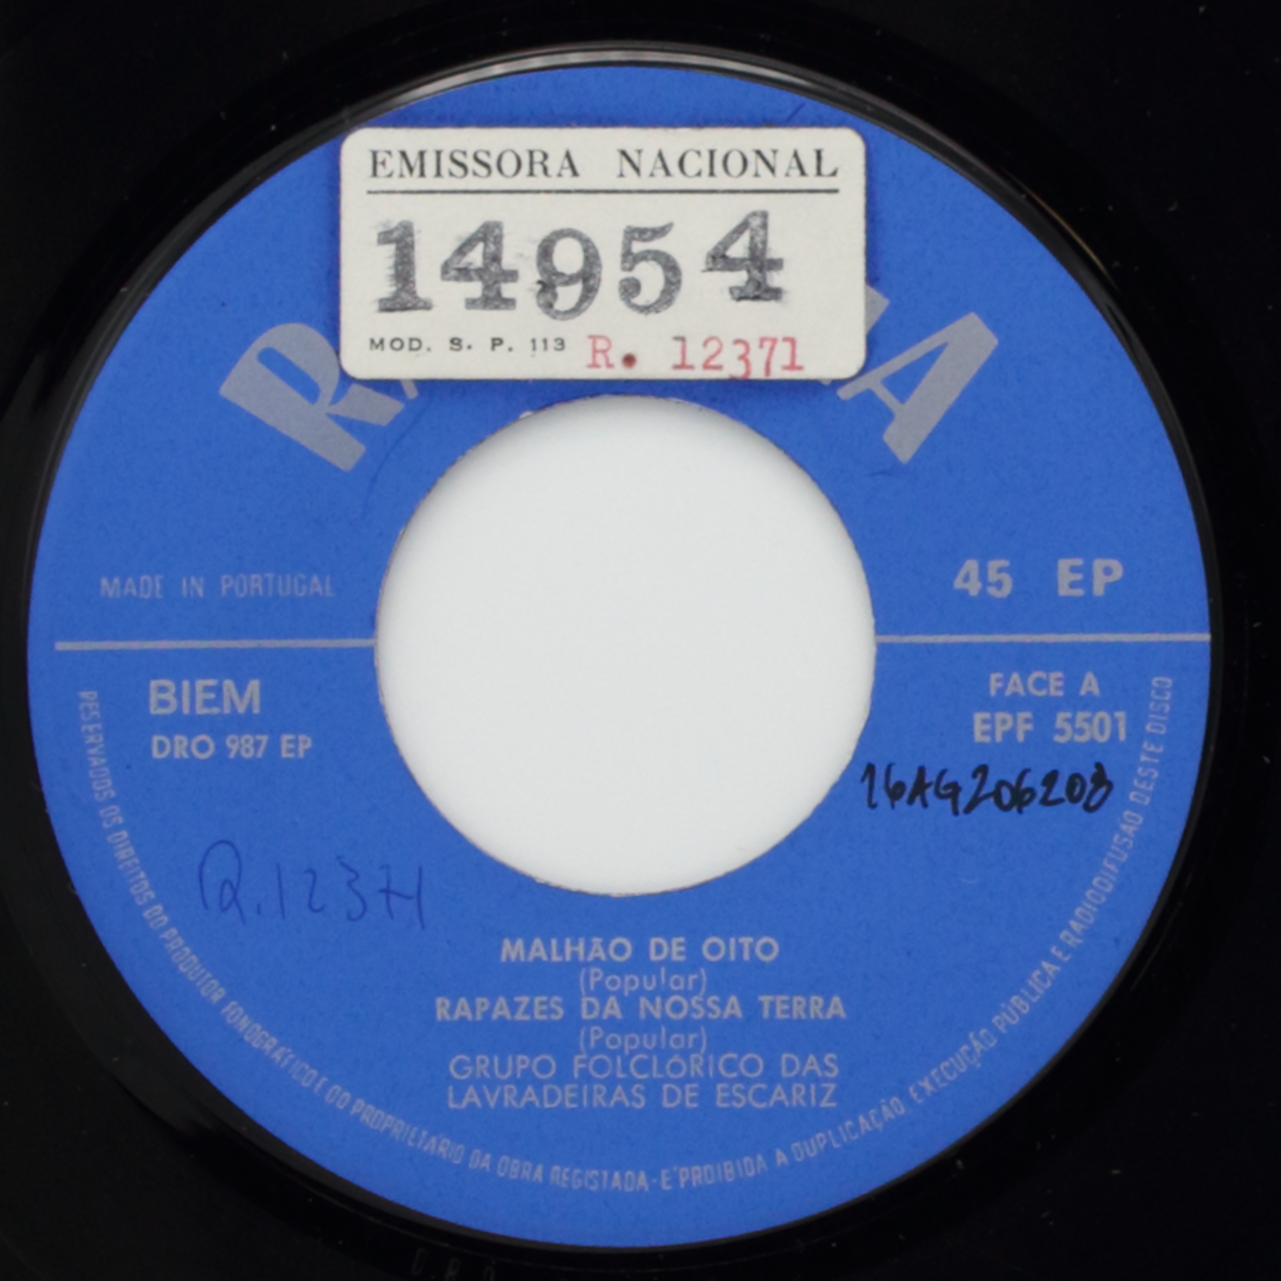 EMISSORA NACIONAL
14954
MOD. S. P. 113 R. 12371
MADE IN PORTUGAL
45 EP
BIEM
DRO 987 EP
FACE A
EPF 5501
16AG206208
R.12371
MALHÃO DE OITO
(Popular)
RAPAZES DA NOSSA TERRA
(Popular)
GRUPO FOLCLÓRICO DAS
LAVRADEIRAS DE ESCARIZ
RESERVADOS OS DIREITOS DO PRODUTOR FONOGRÁFICO E DO PROPRIETÁRIO DA OBRA REGISTADA-E'PROIBIDA A DUPLICAÇÃO, EXECUÇÃO PÚBLICA E RADIODIFUSÃO DESTE DISCO